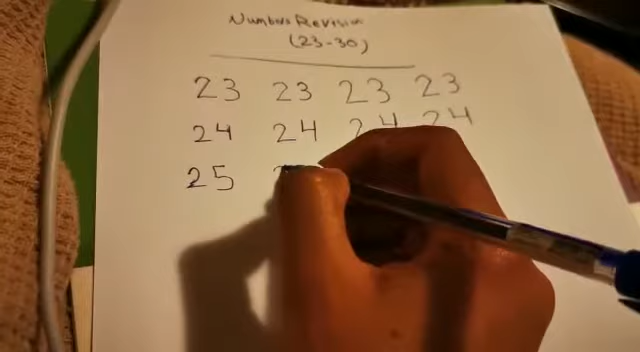 Numbers Revision
(23-30)
23 23 23 23
24 24 24 24
25